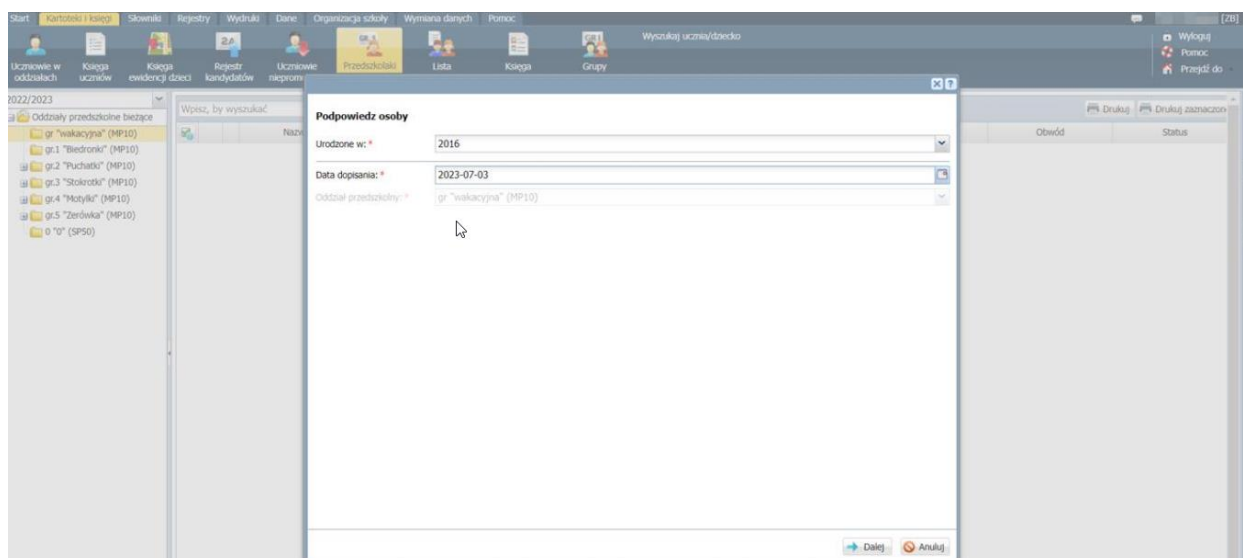 Start Kartoteki i księgi Słowniki Rejestry Wydruki Dane Organizacja szkoły Wymiana danych Pomoc [ZB]
Uczniowie w oddziałach
Księga uczniów
Księga ewidencji dzieci
Rejestr kandydatów
Uczniowie nieprom
Przedszkolaki
Lista
Księga
Grupy
Wyszukaj ucznia/dziecko
Wyloguj
Pomoc
Przejdź do
2022/2023
Oddziały przedszkolne bieżące
gr "wakacyjna" (MP10)
gr.1 "Biedronki" (MP10)
gr.2 "Puchatki" (MP10)
gr.3 "Stokrotki" (MP10)
gr.4 "Motylki" (MP10)
gr.5 "Zerówka" (MP10)
0 "0" (SP50)
Wpisz, by wyszukać
Drukuj Drukuj zaznaczon
Nazw
Obwód Status
Podpowiedz osoby
Urodzone w: * 2016
Data dopisania: * 2023-07-03
Oddział przedszkolny: * gr "wakacyjna" (MP10)
Dalej Anuluj